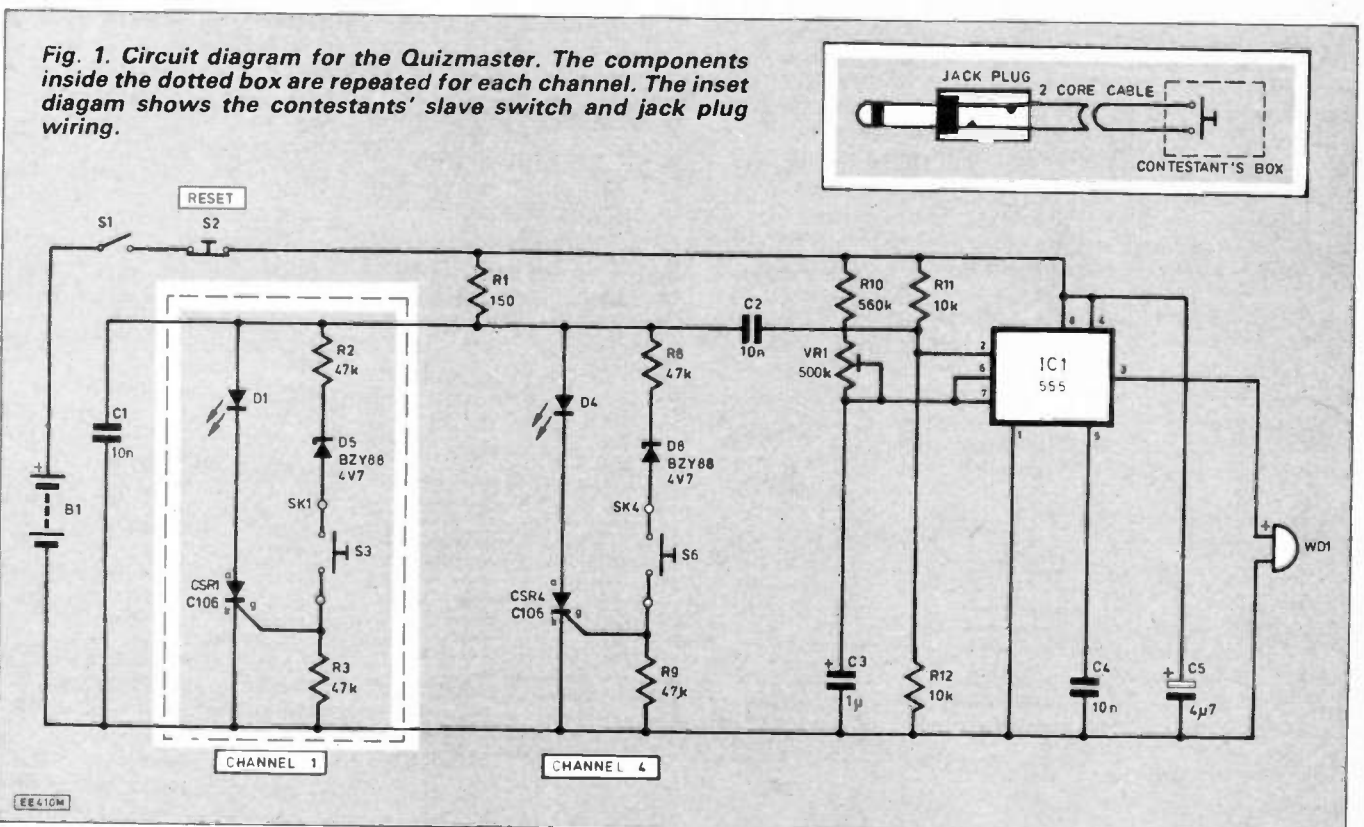 Fig. 1. Circuit diagram for the Quizmaster. The components
inside the dotted box are repeated for each channel. The inset
diagam shows the contestants' slave switch and jack plug
wiring.
JACK PLUG
2 CORE CABLE
CONTESTANT'S BOX
RESET
S1
S2
R1
150
C1
10n
B1
+
D1
R2
47k
D5
BZY88
4V7
SK1
S3
CSR1
C106
a
k
g
R3
47k
CHANNEL 1
D4
R8
47k
D8
BZY88
4V7
SK4
S6
CSR4
C106
a
k
g
R9
47k
CHANNEL 4
C2
10n
R10
560k
R11
10k
VR1
500k
IC1
555
2
6
7
8
4
3
1
5
C3
+
1µ
R12
10k
C4
10n
C5
+
4µ7
+
WD1
EE410M